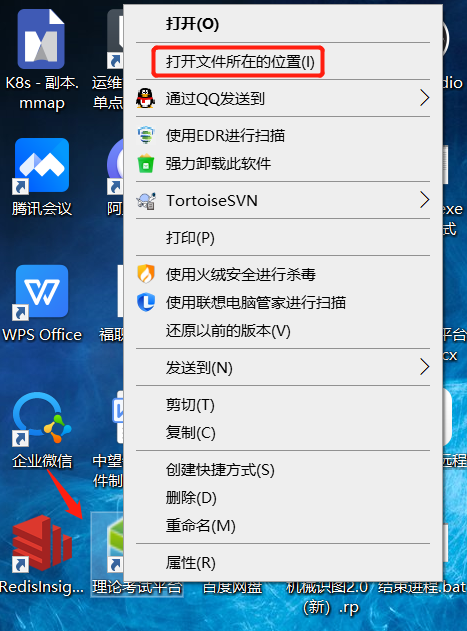 打开(O)
打开文件所在的位置(I)
通过QQ发送到
使用EDR进行扫描
强力卸载此软件
TortoiseSVN
打印(P)
使用火绒安全进行杀毒
使用联想电脑管家进行扫描
还原以前的版本(V)
发送到(N)
剪切(T)
复制(C)
创建快捷方式(S)
删除(D)
重命名(M)
属性(R)
K8s - 副本.
mmap
运维
单点
腾讯会议
阿
WPS Office
福职
企业微信
中望
件制
RedisInsig...
理论考试平台
百度网盘
机械识图2.0
（新）.rp
结束进程.bat
dio
exe
式
平台
cx
远程